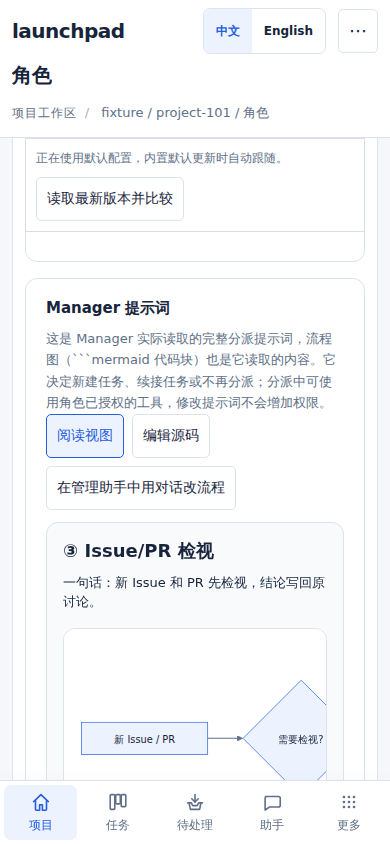 launchpad
中文
English
...
角色
项目工作区 / fixture / project-101 / 角色
正在使用默认配置，内置默认更新时自动跟随。
读取最新版本并比较
Manager 提示词
这是 Manager 实际读取的完整分派提示词，流程
图（```mermaid 代码块）也是它读取的内容。它
决定新建任务、续接任务或不再分派；分派中可使
用角色已授权的工具，修改提示词不会增加权限。
阅读视图
编辑源码
在管理助手中用对话改流程
③ Issue/PR 检视
一句话：新 Issue 和 PR 先检视，结论写回原
讨论。
新 Issue / PR
需要检视?
项目
任务
待处理
助手
更多